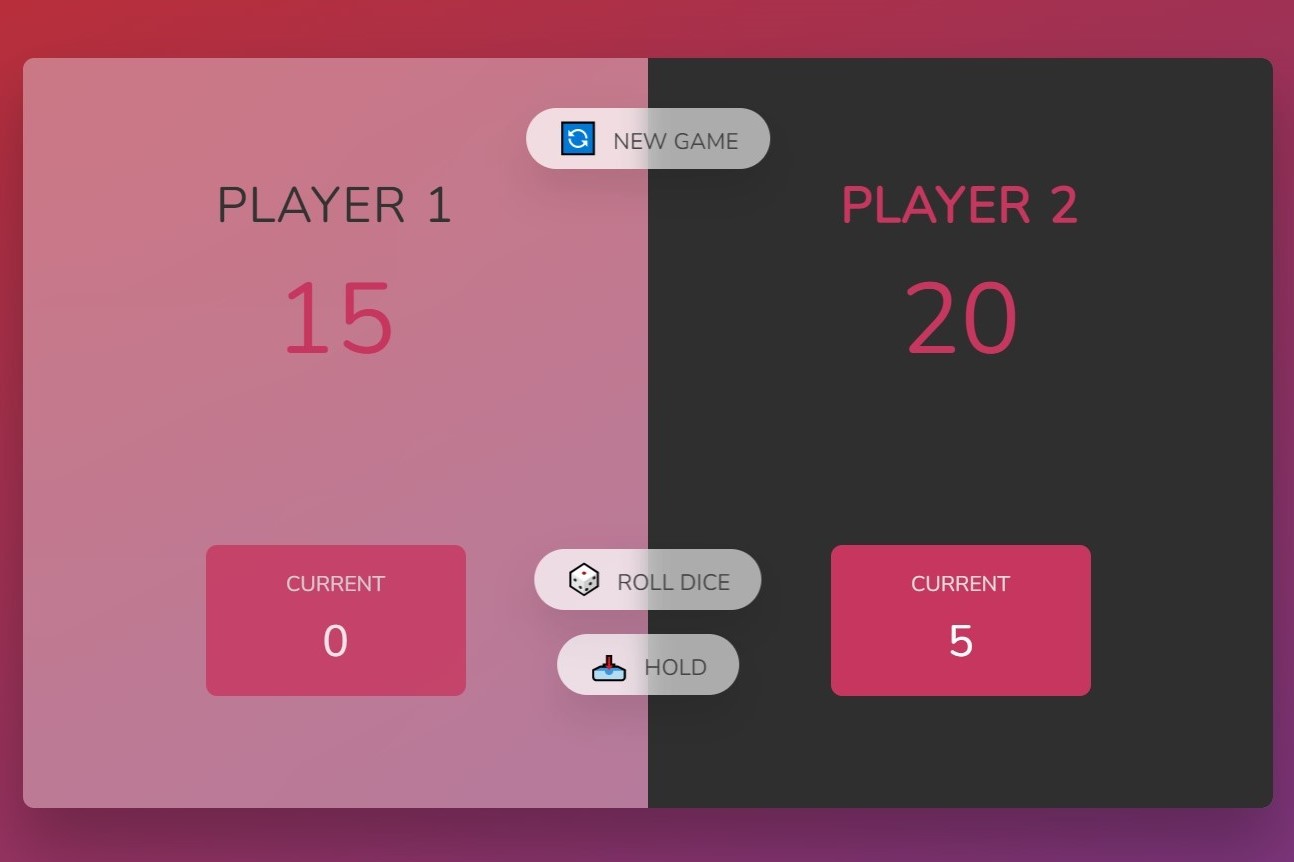 NEW GAME
PLAYER 1
15
CURRENT
0
PLAYER 2
20
CURRENT
5
ROLL DICE
HOLD